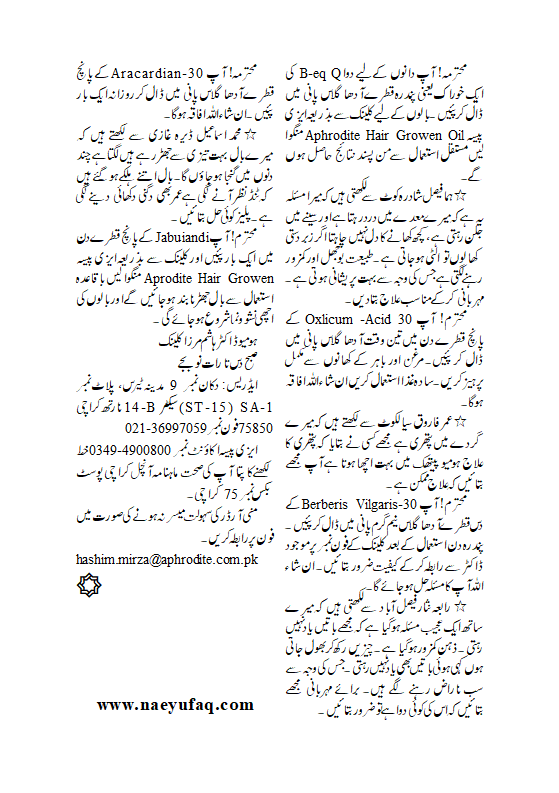 محترمہ! آپ دانوں کے لیے دوا B-eq Q کی
ایک خوراک یعنی پندرہ قطرے آدھا گلاس پانی میں
ڈال کر پئیں۔ بالوں کے لیے کلینک سے بذریعہ ایزی
پیسہ Aphrodite Hair Growen Oil منگوا
لیں مستقل استعمال سے من پسند نتائج حاصل ہوں
گے۔
☆ ہما فیصل شادرہ کوٹ سے لکھتی ہیں کہ میرا مسئلہ
یہ ہے کہ میرے معدے میں درد رہتا ہے اور سینے میں
جلن رہتی ہے، کچھ کھانے کا دل نہیں چاہتا اگر زبردستی
کھا لوں تو الٹی ہو جاتی ہے۔ طبیعت بوجھل اور کمزور
رہنے لگتی ہے جس کی وجہ سے بہت پریشانی ہوتی ہے۔
مہربانی کر کے مناسب علاج بتا دیں۔
محترم! آپ Oxlicum -Acid 30 کے
پانچ قطرے دن میں تین وقت آدھا گلاس پانی میں
ڈال کر پئیں۔ مرغن اور باہر کے کھانوں سے مکمل
پرہیز کریں۔ سادہ غذا استعمال کریں ان شاء اللہ افاقہ
ہوگا۔
☆ عمر فاروق سیالکوٹ سے لکھتے ہیں کہ میرے
گردے میں پتھری ہے مجھے کسی نے بتایا کہ پتھری کا
علاج ہومیو پیتھک میں بہت اچھا ہوتا ہے آپ مجھے
بتائیں کہ علاج ممکن ہے۔
محترم! آپ Berberis Vilgaris-30 کے
دس قطرے آدھا گلاس نیم گرم پانی میں ڈال کر پئیں۔
پندرہ دن استعمال کے بعد کلینک کے فون نمبر پر موجود
ڈاکٹر سے رابطہ کر کے کیفیت ضرور بتائیں۔ ان شاء
اللہ آپ کا مسئلہ حل ہو جائے گا۔
☆ رابعہ نثار فیصل آباد سے لکھتی ہیں کہ میرے
ساتھ ایک عجیب مسئلہ ہو گیا ہے کہ مجھے باتیں یاد نہیں
رہتی۔ ذہن کمزور ہو گیا ہے۔ چیزیں رکھ کر بھول جاتی
ہوں کہی ہوئی باتیں بھی یاد نہیں رہتی۔ جس کی وجہ سے
سب ناراض رہنے لگے ہیں۔ برائے مہربانی مجھے
بتائیں کہ اس کی کوئی دوا ہے تو ضرور بتائیں۔
محترمہ! آپ Aracardian-30 کے پانچ
قطرے آدھا گلاس پانی میں ڈال کر روزانہ ایک بار
پئیں۔ ان شاء اللہ افاقہ ہوگا۔
☆ محمد اسماعیل ڈیرہ غازی سے لکھتے ہیں کہ
میرے بال بہت تیزی سے جھڑ رہے ہیں لگتا ہے چند
دنوں میں گنجا ہو جاؤں گا۔ بال اتنے ہلکے ہو گئے ہیں
کہ ٹنڈ نظر آنے لگی ہے عمر بھی دگنی دکھائی دینے لگی
ہے۔ پلیز کوئی حل بتائیں۔
محترم! آپ Jabuiandi کے پانچ قطرے دن
میں ایک بار پئیں اور کلینک سے بذریعہ ایزی پیسہ
Aprodite Hair Growen منگوا لیں باقاعدہ
استعمال سے بال جھڑنا بند ہو جائیں گے اور بالوں کی
اچھی نشوونما شروع ہو جائے گی۔
ہومیو ڈاکٹر ہاشم مرزا کلینک
صبح دس تا رات نو بجے
ایڈریس: دکان نمبر 9 مدینہ ٹیرس، پلاٹ نمبر
SA-1 (ST-15) سیکٹر 14-B نارتھ کراچی
75850 فون نمبر 36997059-021
ایزی پیسہ اکاؤنٹ نمبر 4900800-0349 خط
لکھنے کا پتا آپ کی صحت ماہنامہ آنچل کراچی پوسٹ
بکس نمبر 75 کراچی۔
منی آرڈر کی سہولت میسر نہ ہونے کی صورت میں
فون پر رابطہ کریں۔
hashim.mirza@aphrodite.com.pk
www.naeyufaq.com